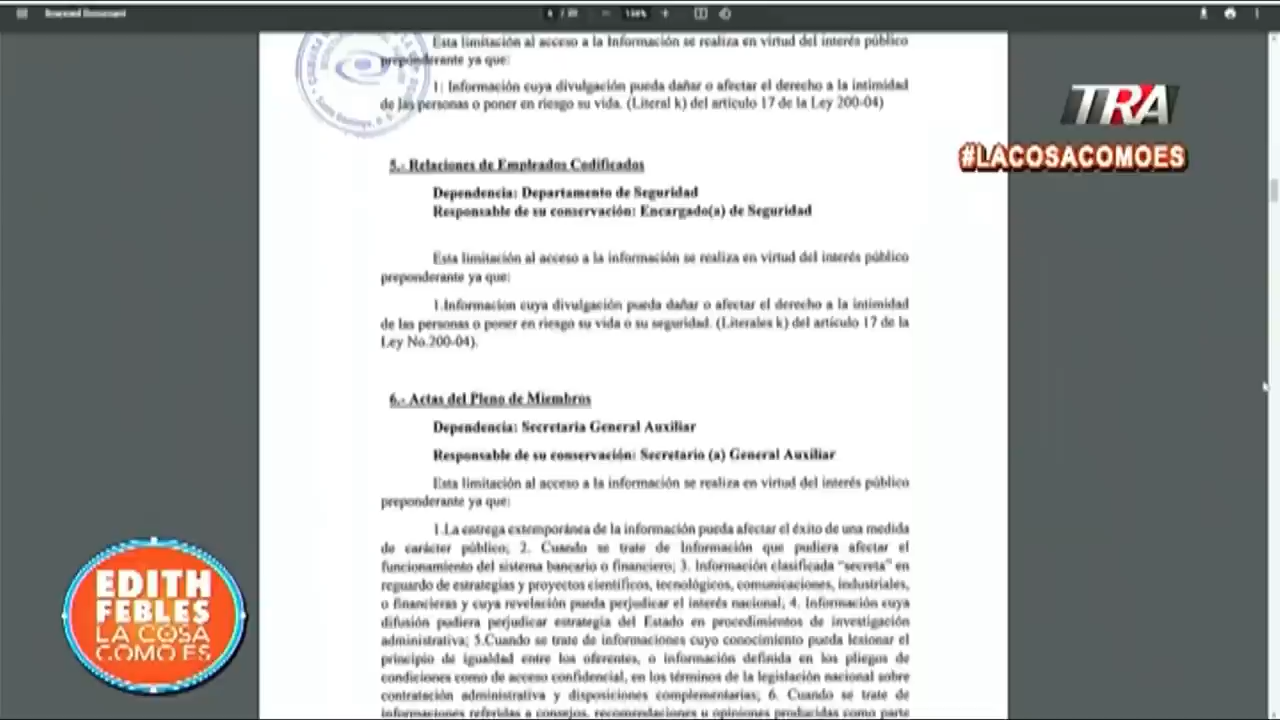 Scanned Document
Esta limitación al acceso a la Información se realiza en virtud del interés público
preponderante ya que:
1: Información cuya divulgación pueda dañar o afectar el derecho a la intimidad
de las personas o poner en riesgo su vida. (Literal k) del artículo 17 de la Ley 200-04)
TRA
#LACOSACOMOES
5.- Relaciones de Empleados Codificados
Dependencia: Departamento de Seguridad
Responsable de su conservación: Encargado(a) de Seguridad
Esta limitación al acceso a la información se realiza en virtud del interés público
preponderante ya que:
1.Informacion cuya divulgación pueda dañar o afectar el derecho a la intimidad
de las personas o poner en riesgo su vida o su seguridad. (Literales k) del artículo 17 de la
Ley No.200-04).
6.- Actas del Pleno de Miembros
Dependencia: Secretaria General Auxiliar
Responsable de su conservación: Secretario (a) General Auxiliar
Esta limitación al acceso a la información se realiza en virtud del interés público
preponderante ya que:
1.La entrega extemporánea de la información pueda afectar el éxito de una medida
de carácter público; 2. Cuando se trate de Información que pudiera afectar el
funcionamiento del sistema bancario o financiero; 3. Información clasificada "secreta" en
reguardo de estrategias y proyectos científicos, tecnológicos, comunicaciones, industriales,
o financieras y cuya revelación pueda perjudicar el interés nacional, 4. Información cuya
difusión pudiera perjudicar estrategia del Estado en procedimientos de investigación
administrativa; 5.Cuando se trate de informaciones cuyo conocimiento pueda lesionar el
principio de igualdad entre los oferentes, o información definida en los pliegos de
condiciones como de acceso confidencial, en los términos de la legislación nacional sobre
contratación administrativa y disposiciones complementarias; 6. Cuando se trate de
informaciones referidas a consejos, recomendaciones u opiniones producidas como parte
EDITH
FEBLES
LA COSA
COMO ES